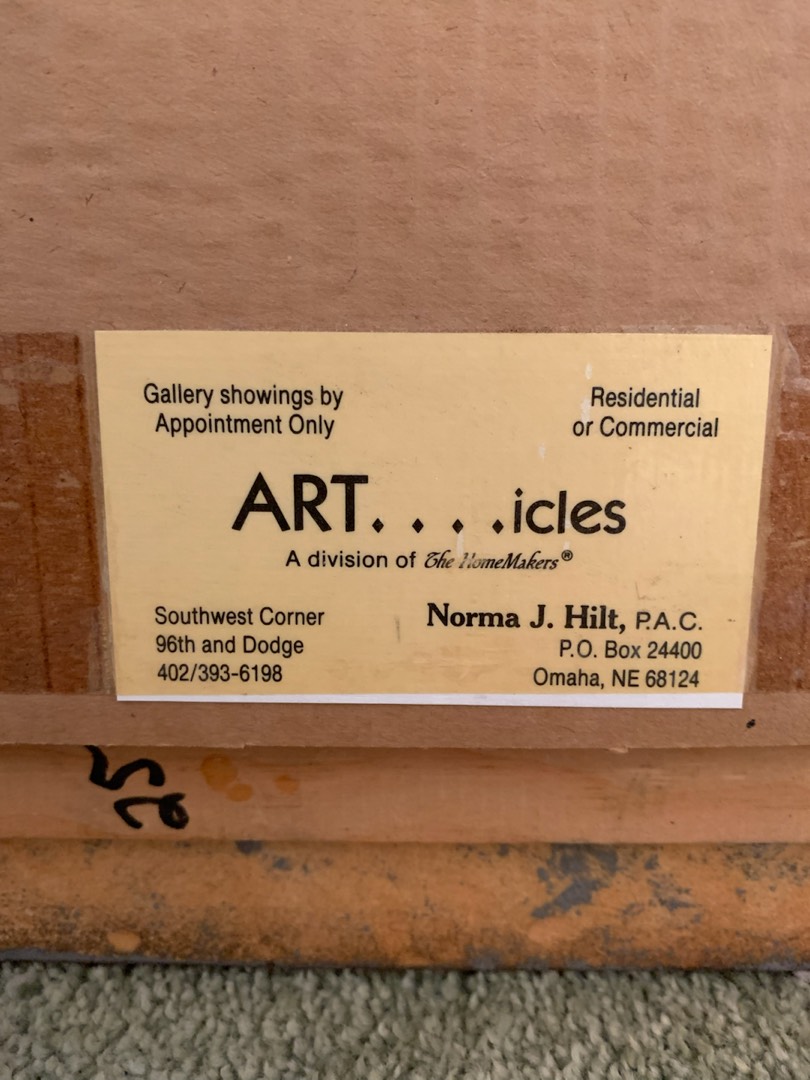 Gallery showings by
Appointment Only
Residential
or Commercial
ART. . . .icles
A division of The HomeMakers®
Southwest Corner
96th and Dodge
402/393-6198
Norma J. Hilt, P.A.C.
P.O. Box 24400
Omaha, NE 68124
25